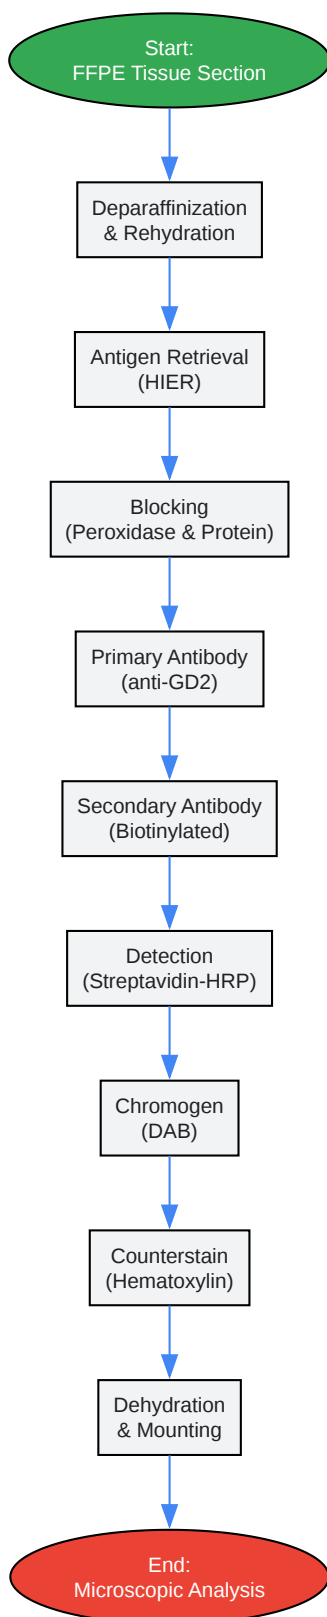 Start:
FFPE Tissue Section
Deparaffinization
& Rehydration
Antigen Retrieval
(HIER)
Blocking
(Peroxidase & Protein)
Primary Antibody
(anti-GD2)
Secondary Antibody
(Biotinylated)
Detection
(Streptavidin-HRP)
Chromogen
(DAB)
Counterstain
(Hematoxylin)
Dehydration
& Mounting
End:
Microscopic Analysis